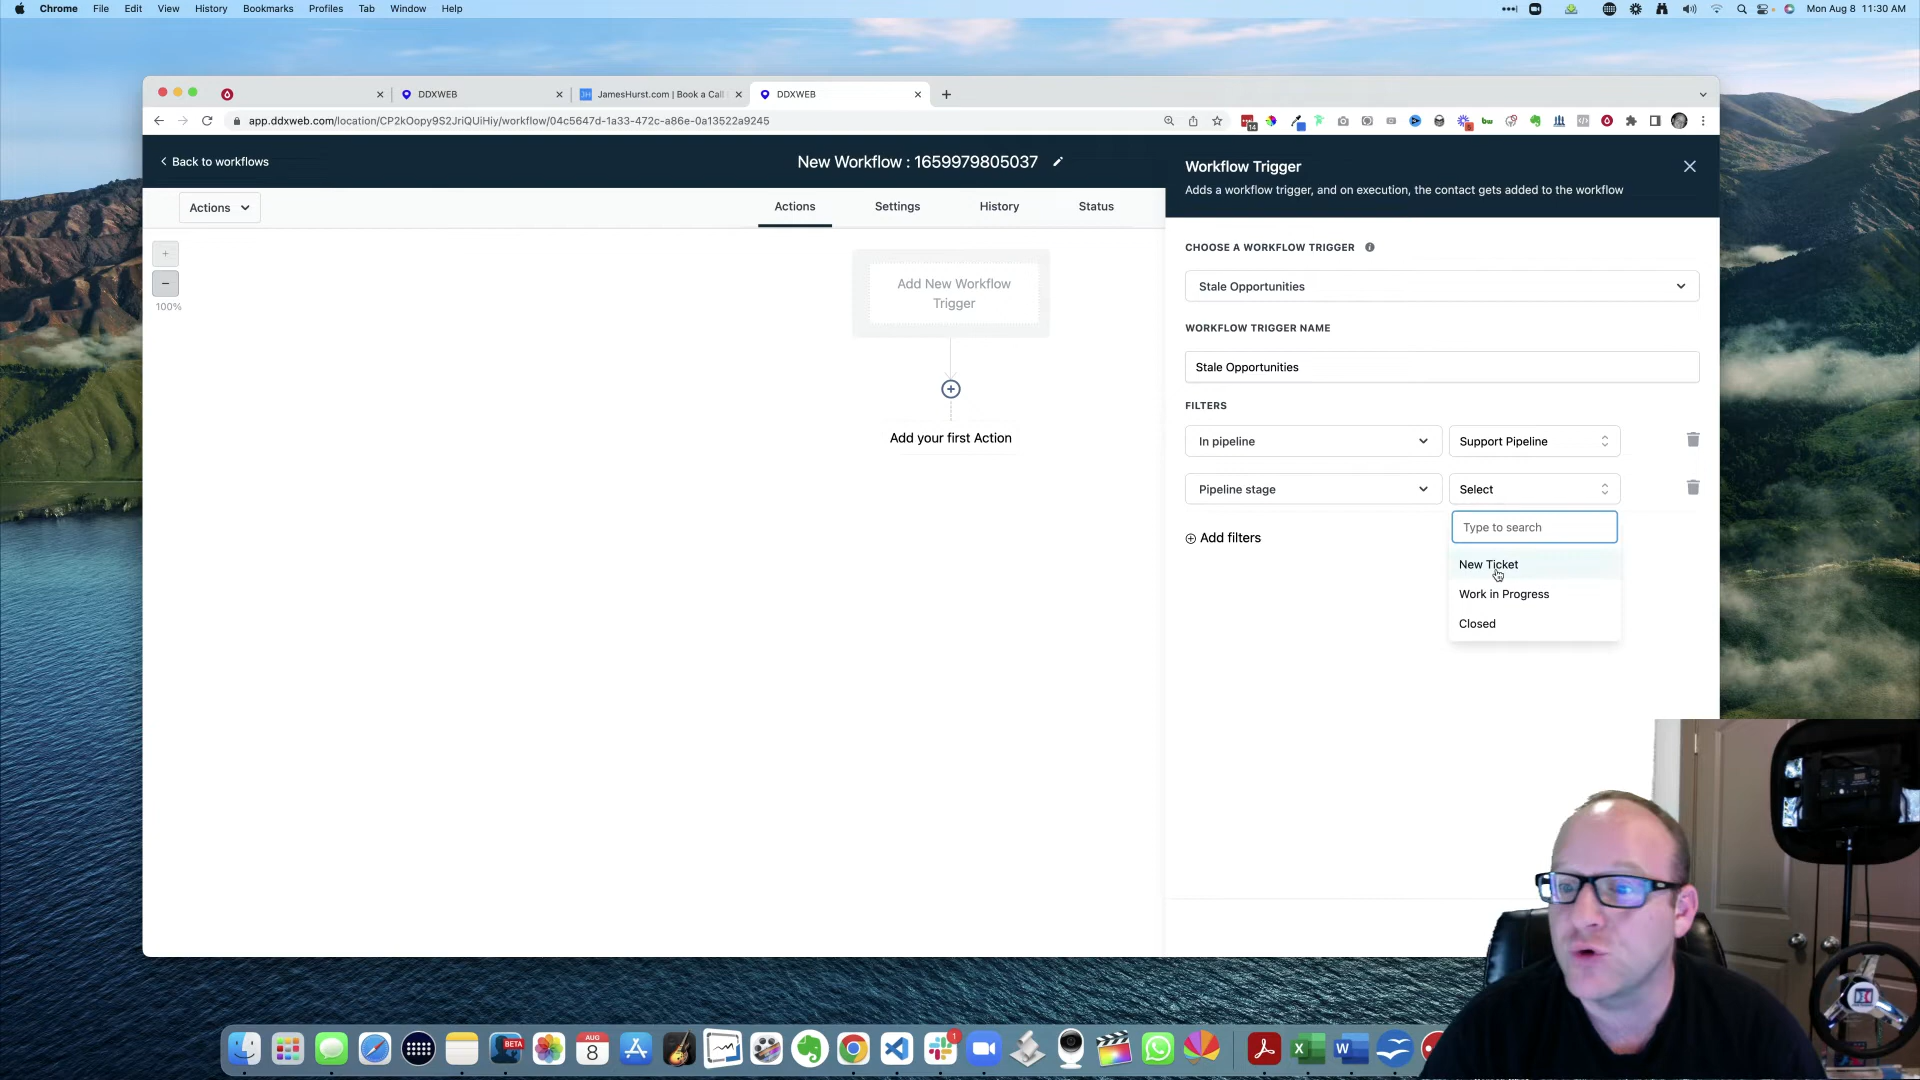 Chrome File Edit View History Bookmarks Profiles Tab Window Help Mon Aug 8 11:30 AM
DDXWEB JamesHurst.com | Book a Call DDXWEB
app.ddxweb.com/location/CP2kOopy9S2JriQUiHiy/workflow/04c5647d-1a33-472c-a86e-0a13522a9245
14
Back to workflows
New Workflow : 1659979805037
Workflow Trigger
Adds a workflow trigger, and on execution, the contact gets added to the workflow
Actions
Actions Settings History Status
+
−
100%
Add New Workflow
Trigger
Add your first Action
CHOOSE A WORKFLOW TRIGGER
Stale Opportunities
WORKFLOW TRIGGER NAME
Stale Opportunities
FILTERS
In pipeline Support Pipeline
Pipeline stage Select
Type to search
Add filters
New Ticket
Work in Progress
Closed
BETA
AUG
8
1